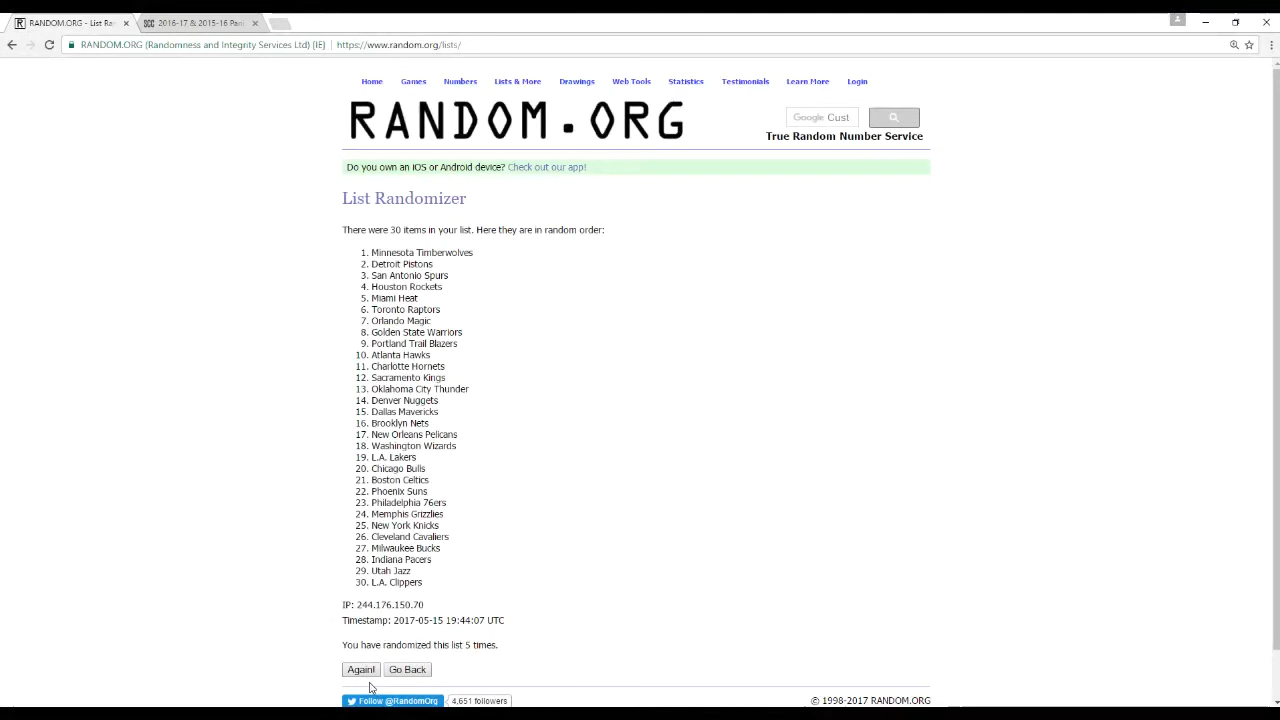 RANDOM.ORG - List Ra
SCC 2016-17 & 2015-16 Pani
RANDOM.ORG (Randomness and Integrity Services Ltd) [IE] https://www.random.org/lists/
Home Games Numbers Lists & More Drawings Web Tools Statistics Testimonials Learn More Login
RANDOM.ORG
Google Cust
True Random Number Service
Do you own an iOS or Android device? Check out our app!
List Randomizer
There were 30 items in your list. Here they are in random order:
1. Minnesota Timberwolves
2. Detroit Pistons
3. San Antonio Spurs
4. Houston Rockets
5. Miami Heat
6. Toronto Raptors
7. Orlando Magic
8. Golden State Warriors
9. Portland Trail Blazers
10. Atlanta Hawks
11. Charlotte Hornets
12. Sacramento Kings
13. Oklahoma City Thunder
14. Denver Nuggets
15. Dallas Mavericks
16. Brooklyn Nets
17. New Orleans Pelicans
18. Washington Wizards
19. L.A. Lakers
20. Chicago Bulls
21. Boston Celtics
22. Phoenix Suns
23. Philadelphia 76ers
24. Memphis Grizzlies
25. New York Knicks
26. Cleveland Cavaliers
27. Milwaukee Bucks
28. Indiana Pacers
29. Utah Jazz
30. L.A. Clippers
IP: 244.176.150.70
Timestamp: 2017-05-15 19:44:07 UTC
You have randomized this list 5 times.
Again! Go Back
Follow @RandomOrg 4,651 followers
© 1998-2017 RANDOM.ORG